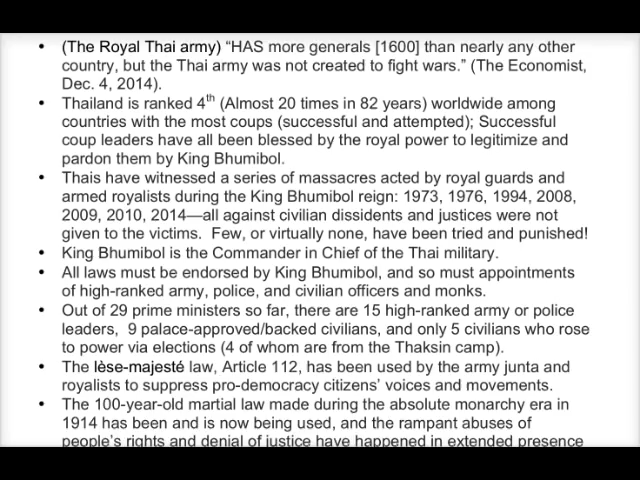 • (The Royal Thai army) “HAS more generals [1600] than nearly any other
country, but the Thai army was not created to fight wars.” (The Economist,
Dec. 4, 2014).
• Thailand is ranked 4th (Almost 20 times in 82 years) worldwide among
countries with the most coups (successful and attempted); Successful
coup leaders have all been blessed by the royal power to legitimize and
pardon them by King Bhumibol.
• Thais have witnessed a series of massacres acted by royal guards and
armed royalists during the King Bhumibol reign: 1973, 1976, 1994, 2008,
2009, 2010, 2014—all against civilian dissidents and justices were not
given to the victims.  Few, or virtually none, have been tried and punished!
• King Bhumibol is the Commander in Chief of the Thai military.
• All laws must be endorsed by King Bhumibol, and so must appointments
of high-ranked army, police, and civilian officers and monks.
• Out of 29 prime ministers so far, there are 15 high-ranked army or police
leaders,  9 palace-approved/backed civilians, and only 5 civilians who rose
to power via elections (4 of whom are from the Thaksin camp).
• The lèse-majesté law, Article 112, has been used by the army junta and
royalists to suppress pro-democracy citizens’ voices and movements.
• The 100-year-old martial law made during the absolute monarchy era in
1914 has been and is now being used, and the rampant abuses of
people’s rights and denial of justice have happened in extended presence